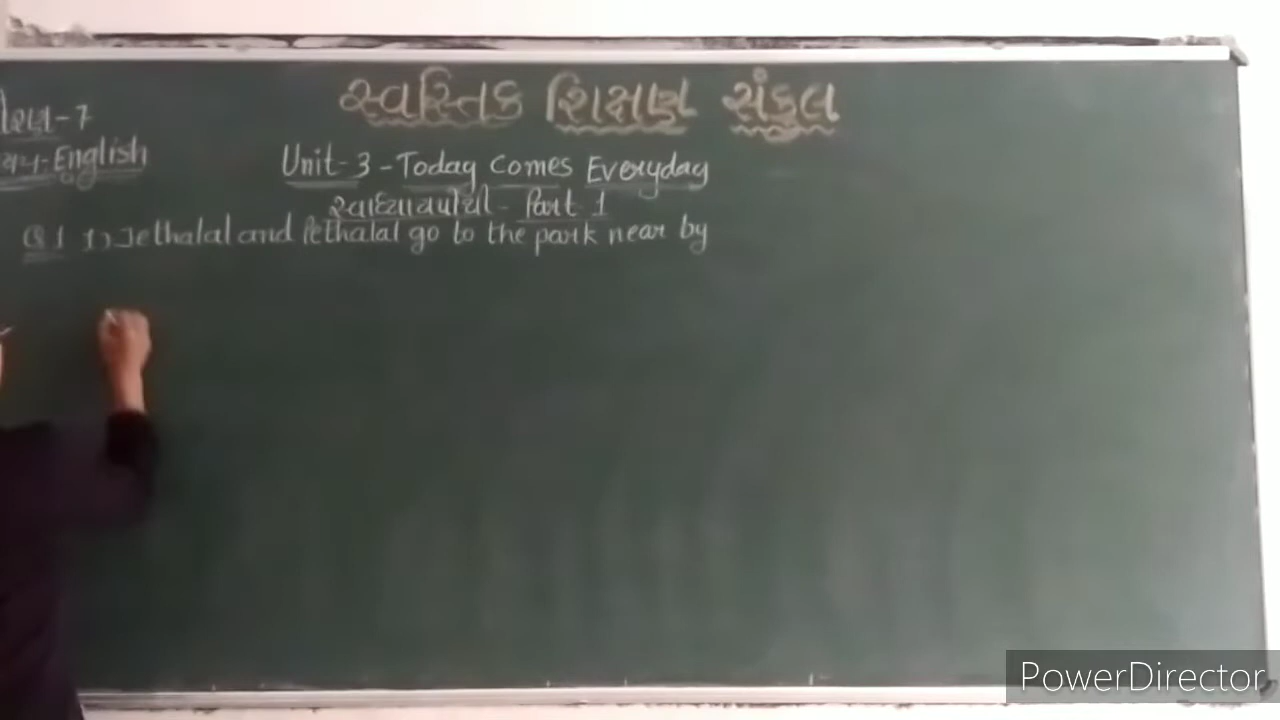 સ્વસ્તિક શિક્ષણ સંકુલ
ધોરણ-7
વિષય-English
Unit-3 - Today Comes Everyday
સ્વાધ્યાયપોથી - Part 1
Q 1 1) Jethalal and Pethalal go to the park near by
PowerDirector